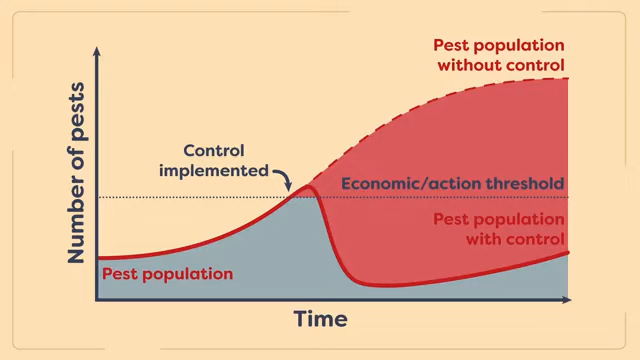 Pest population
without control
Control
implemented
Economic/action threshold
Pest population
with control
Pest population
Number of pests
Time